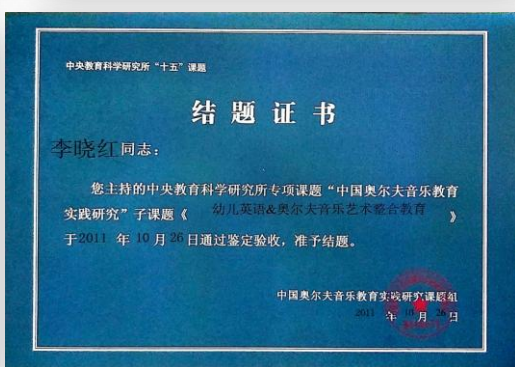 中央教育科学研究所“十五”课题
结题证书
李晓红同志：
您主持的中央教育科学研究所专项课题“中国奥尔夫音乐教育
实践研究”子课题《 幼儿英语&奥尔夫音乐艺术整合教育 》
于2011 年 10 月 26 日通过鉴定验收，准予结题。
中国奥尔夫音乐教育实践研究课题组
2011 年 10 月 26 日